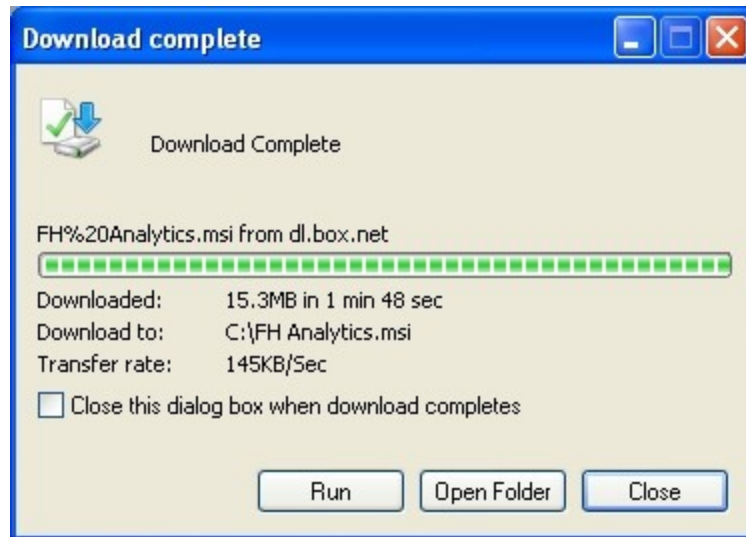 Download complete
Download Complete
FH%20Analytics.msi from dl.box.net
Downloaded: 15.3MB in 1 min 48 sec
Download to: C:\FH Analytics.msi
Transfer rate: 145KB/Sec
Close this dialog box when download completes
Run Open Folder Close